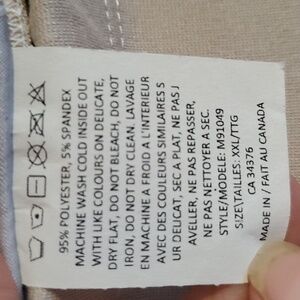 95% POLYESTER, 5% SPANDEX
MACHINE WASH COLD INSIDE OUT
WITH LIKE COLOURS ON DELICATE,
DRY FLAT, DO NOT BLEACH, DO NOT
IRON, DO NOT DRY CLEAN. LAVAGE
EN MACHINE A FROID A L'INTERIEUR
AVEC DES COULEURS SIMILAIRES S
UR DELICAT, SEC A PLAT, NE PAS J
AVELLER, NE PAS REPASSER,
NE PAS NETTOYER A SEC.
STYLE/MODELE: M91049
SIZE\TAILLES: XXL/TTG
CA 34376
MADE IN / FAIT AU CANADA